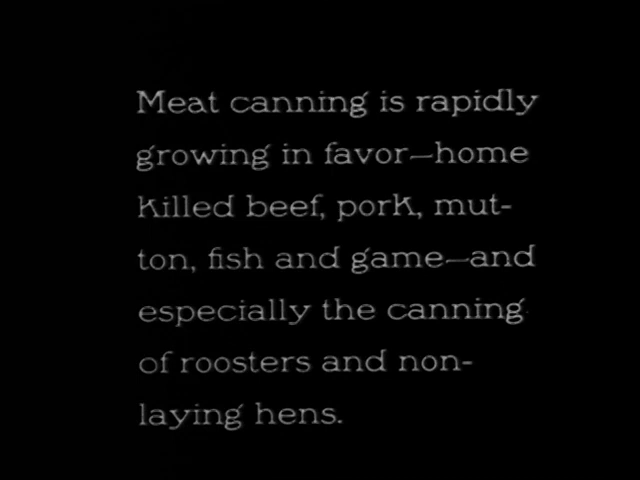 Meat canning is rapidly
growing in favor—home
killed beef, pork, mut-
ton, fish and game—and
especially the canning
of roosters and non-
laying hens.